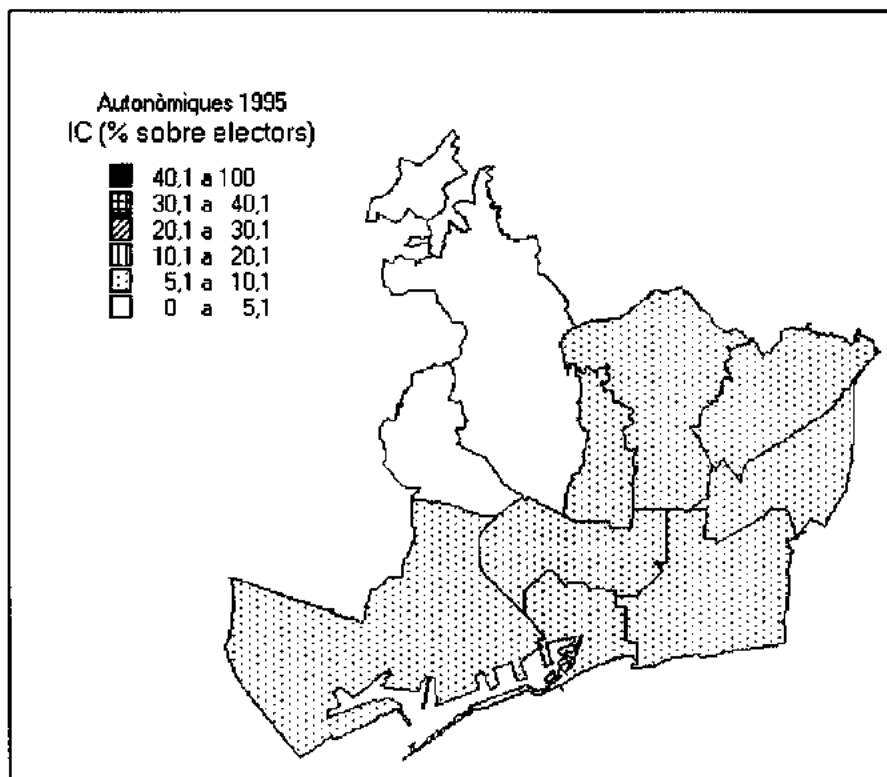 Autonòmiques 1995
IC (% sobre electors)
40,1 a 100
30,1 a 40,1
20,1 a 30,1
10,1 a 20,1
5,1 a 10,1
0 a 5,1